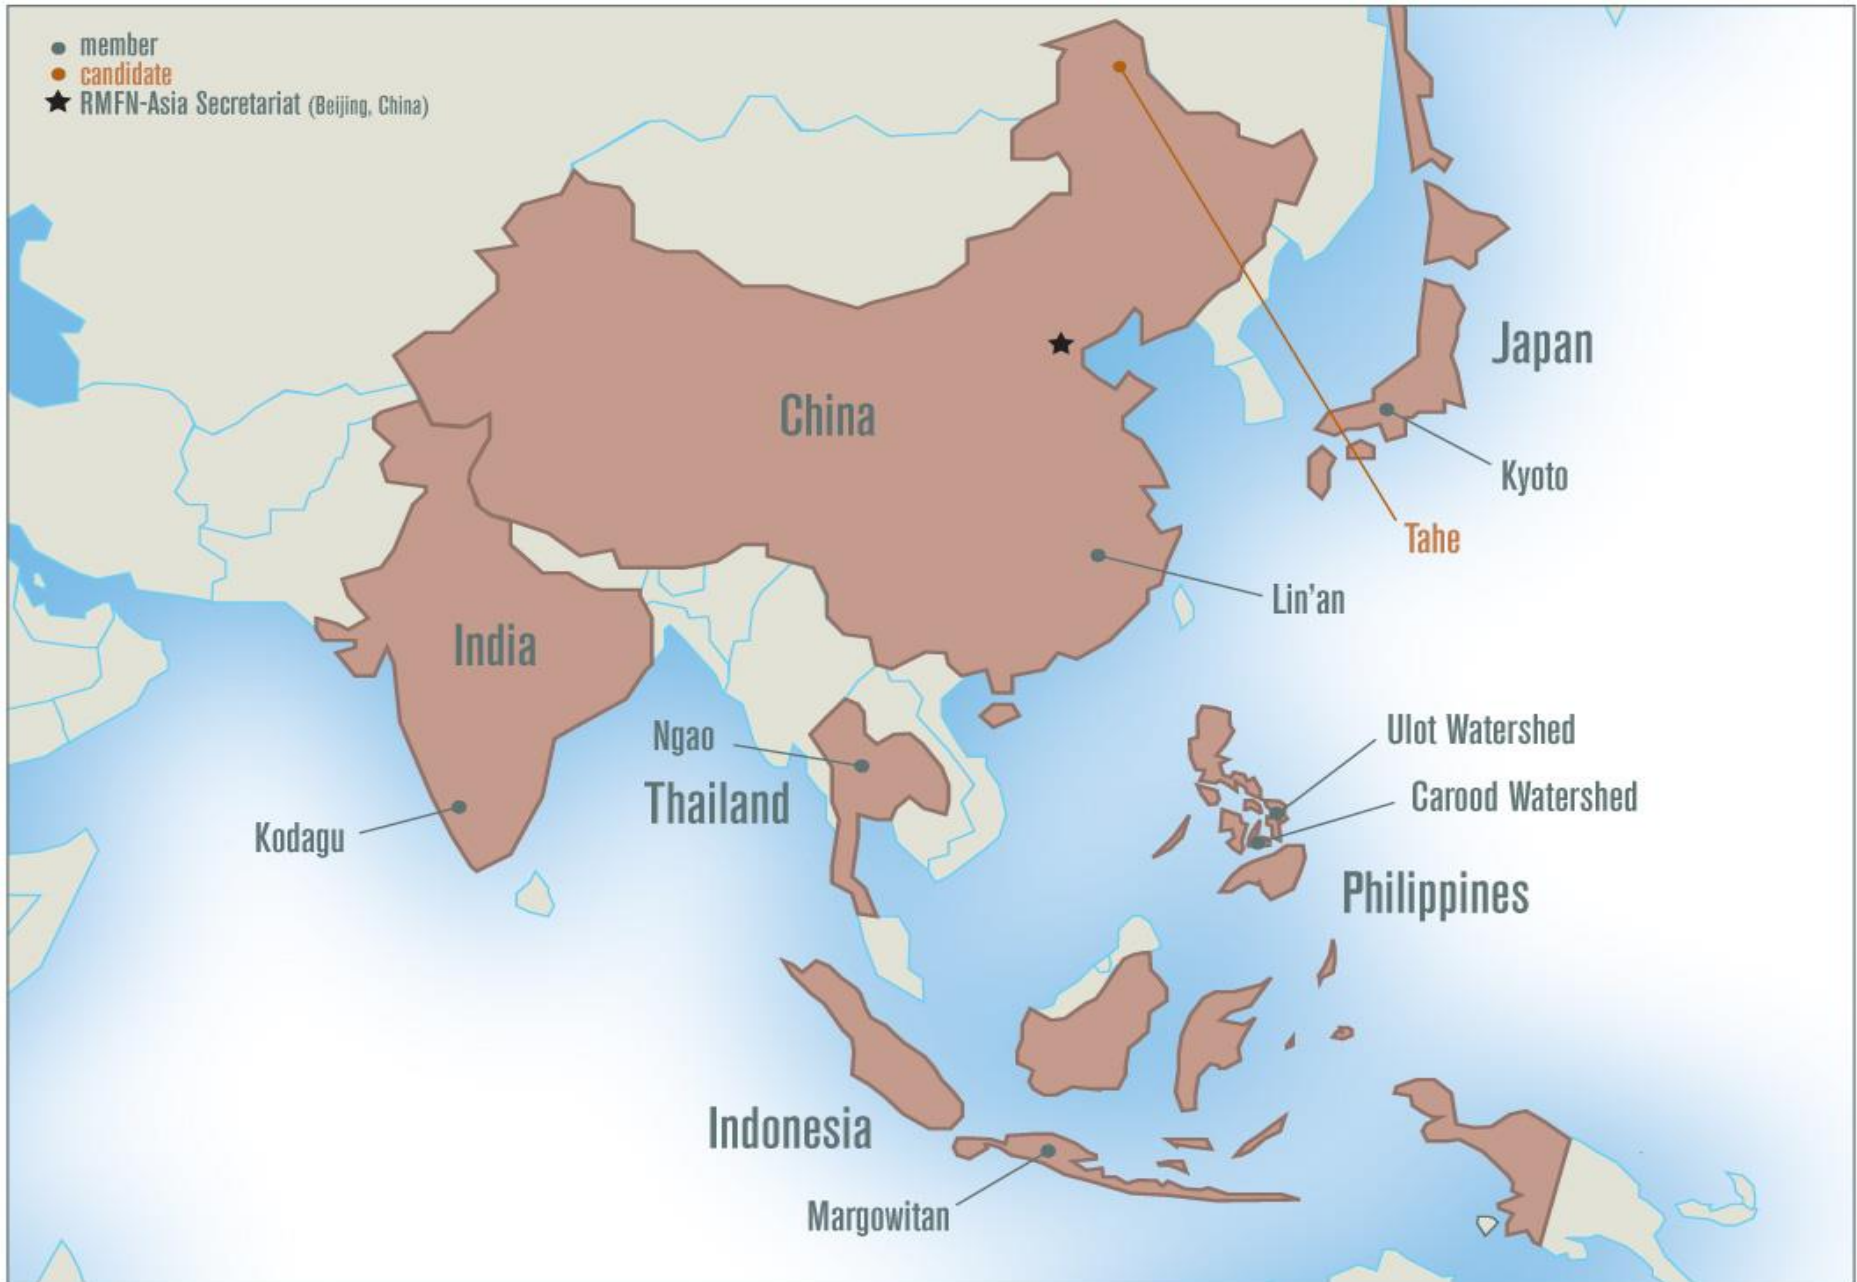 member
candidate
RMFN-Asia Secretariat (Beijing, China)
Japan
China
Kyoto
Tahe
Lin'an
India
Ngao
Ulot Watershed
Thailand
Carood Watershed
Kodagu
Philippines
Indonesia
Margowitan